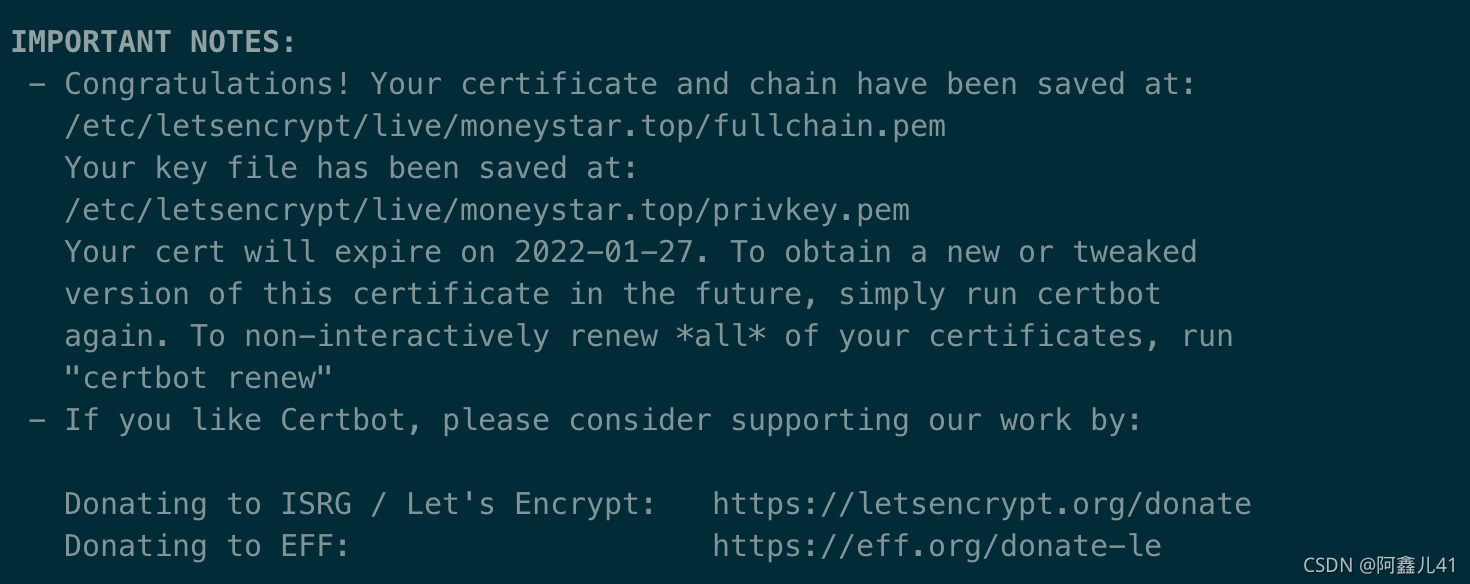 IMPORTANT NOTES:
 - Congratulations! Your certificate and chain have been saved at:
   /etc/letsencrypt/live/moneystar.top/fullchain.pem
   Your key file has been saved at:
   /etc/letsencrypt/live/moneystar.top/privkey.pem
   Your cert will expire on 2022-01-27. To obtain a new or tweaked
   version of this certificate in the future, simply run certbot
   again. To non-interactively renew *all* of your certificates, run
   "certbot renew"
 - If you like Certbot, please consider supporting our work by:

   Donating to ISRG / Let's Encrypt:   https://letsencrypt.org/donate
   Donating to EFF:                    https://eff.org/donate-le
CSDN @阿鑫儿41